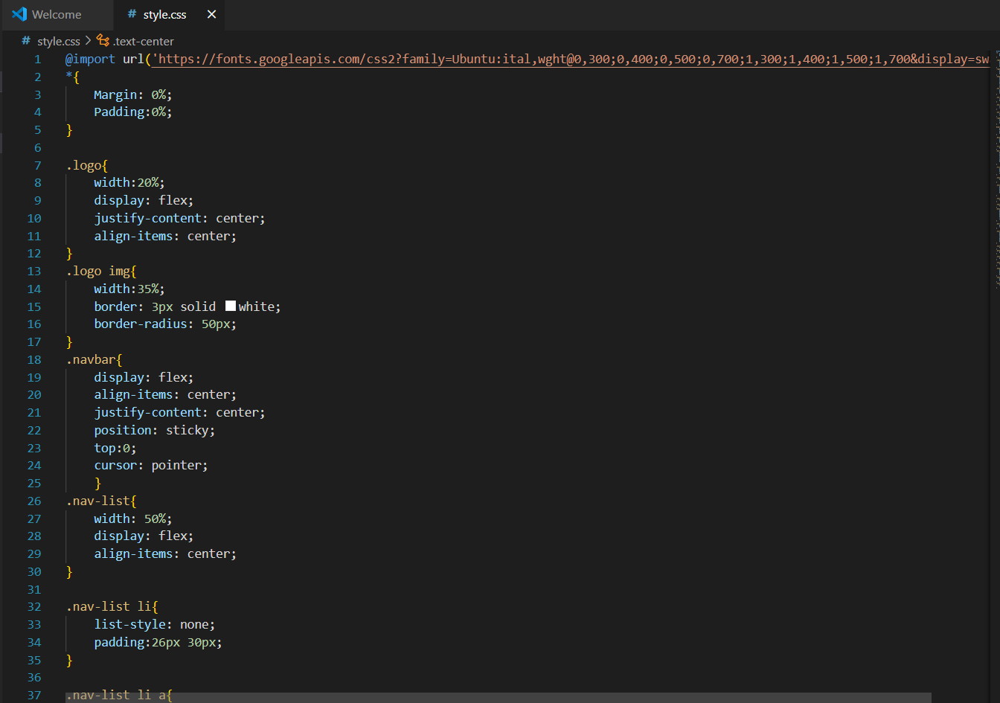 Welcome
# style.css ×
# style.css > .text-center
1 @import url('https://fonts.googleapis.com/css2?family=Ubuntu:ital,wght@0,300;0,400;0,500;0,700;1,300;1,400;1,500;1,700&display=sw
2 *{
3 Margin: 0%;
4 Padding:0%;
5 }
6
7 .logo{
8 width:20%;
9 display: flex;
10 justify-content: center;
11 align-items: center;
12 }
13 .logo img{
14 width:35%;
15 border: 3px solid white;
16 border-radius: 50px;
17 }
18 .navbar{
19 display: flex;
20 align-items: center;
21 justify-content: center;
22 position: sticky;
23 top:0;
24 cursor: pointer;
25 }
26 .nav-list{
27 width: 50%;
28 display: flex;
29 align-items: center;
30 }
31
32 .nav-list li{
33 list-style: none;
34 padding:26px 30px;
35 }
36
37 .nav-list li a{